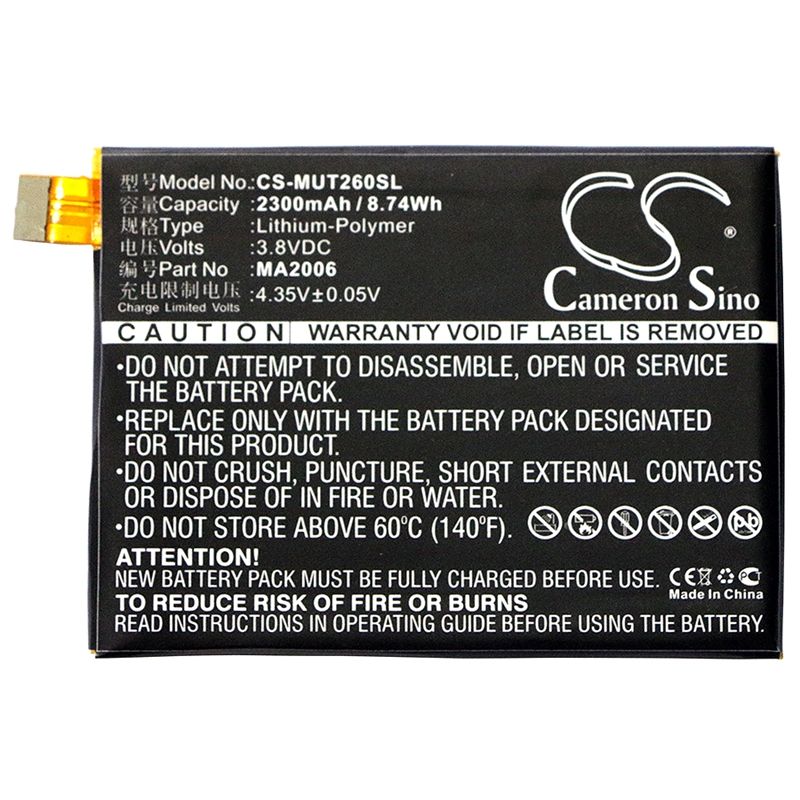 型号Model No.: CS-MUT260SL
容量Capacity: 2300mAh / 8.74Wh
规格Type: Lithium-Polymer
电压Volts: 3.8VDC
编号Part No: MA2006
充电限制电压: 4.35V±0.05V
Charge Limited Volts
CS
®
Cameron Sino
CAUTION WARRANTY VOID IF LABEL IS REMOVED
•DO NOT ATTEMPT TO DISASSEMBLE, OPEN OR SERVICE
THE BATTERY PACK.
•REPLACE ONLY WITH THE BATTERY PACK DESIGNATED
FOR THIS PRODUCT.
•DO NOT CRUSH, PUNCTURE, SHORT EXTERNAL CONTACTS
OR DISPOSE OF IN FIRE OR WATER.
•DO NOT STORE ABOVE 60°C (140°F).
Pb
ATTENTION!
NEW BATTERY PACK MUST BE FULLY CHARGED BEFORE INITIAL USE
CE
TO REDUCE RISK OF FIRE OR BURNS
Made In China
READ INSTRUCTIONS IN OPERATING GUIDE BEFORE YOU START